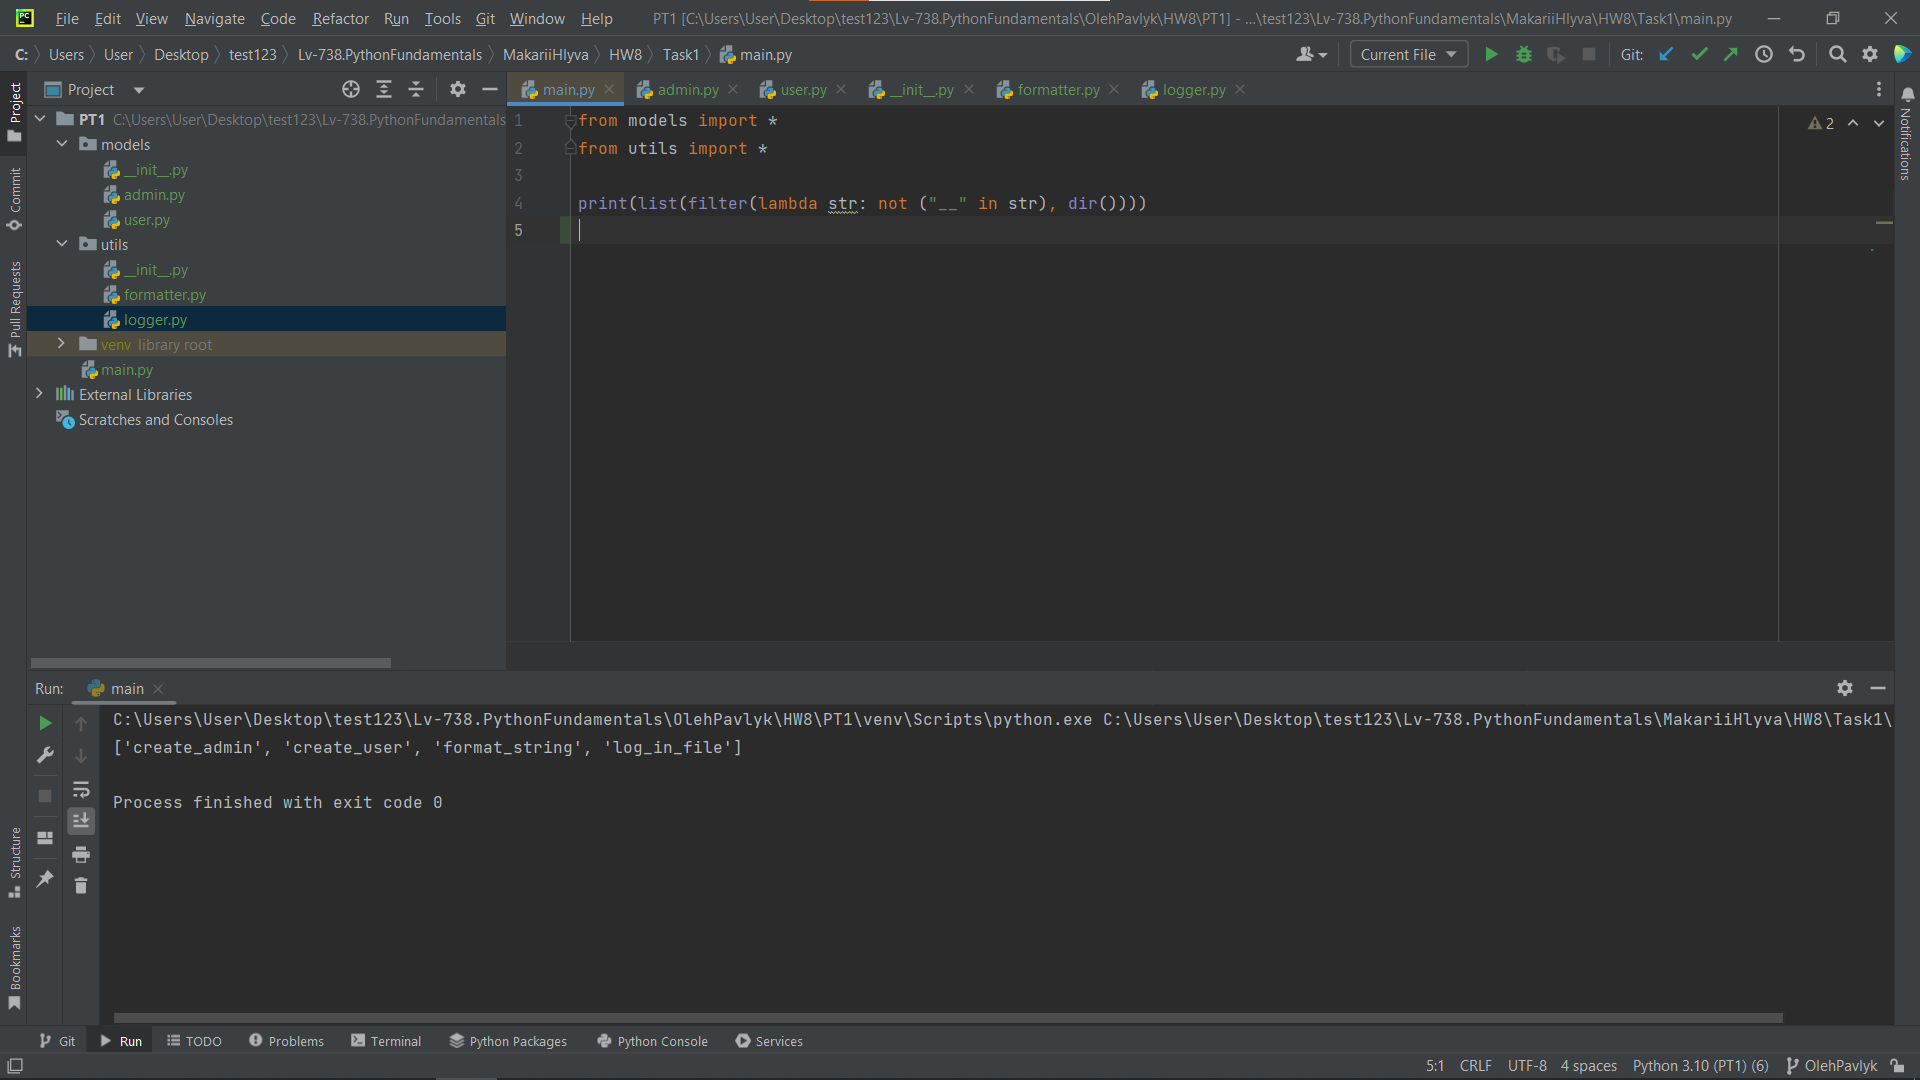 PC File Edit View Navigate Code Refactor Run Tools Git Window Help PT1 [C:\Users\User\Desktop\test123\Lv-738.PythonFundamentals\OlehPavlyk\HW8\PT1] - ...\test123\Lv-738.PythonFundamentals\MakariiHlyva\HW8\Task1\main.py
C: Users User Desktop test123 Lv-738.PythonFundamentals MakariiHlyva HW8 Task1 main.py Current File Git:
Project
main.py admin.py user.py __init__.py formatter.py logger.py
PT1 C:\Users\User\Desktop\test123\Lv-738.PythonFundamentals
models
__init__.py
admin.py
user.py
utils
__init__.py
formatter.py
logger.py
venv library root
main.py
External Libraries
Scratches and Consoles
1 from models import *
2 from utils import *
3
4 print(list(filter(lambda str: not ("__" in str), dir())))
5
2
Project
Commit
Pull Requests
Structure
Bookmarks
Notifications
Run: main
C:\Users\User\Desktop\test123\Lv-738.PythonFundamentals\OlehPavlyk\HW8\PT1\venv\Scripts\python.exe C:\Users\User\Desktop\test123\Lv-738.PythonFundamentals\MakariiHlyva\HW8\Task1\
['create_admin', 'create_user', 'format_string', 'log_in_file']
Process finished with exit code 0
Git Run TODO Problems Terminal Python Packages Python Console Services
5:1 CRLF UTF-8 4 spaces Python 3.10 (PT1) (6) OlehPavlyk